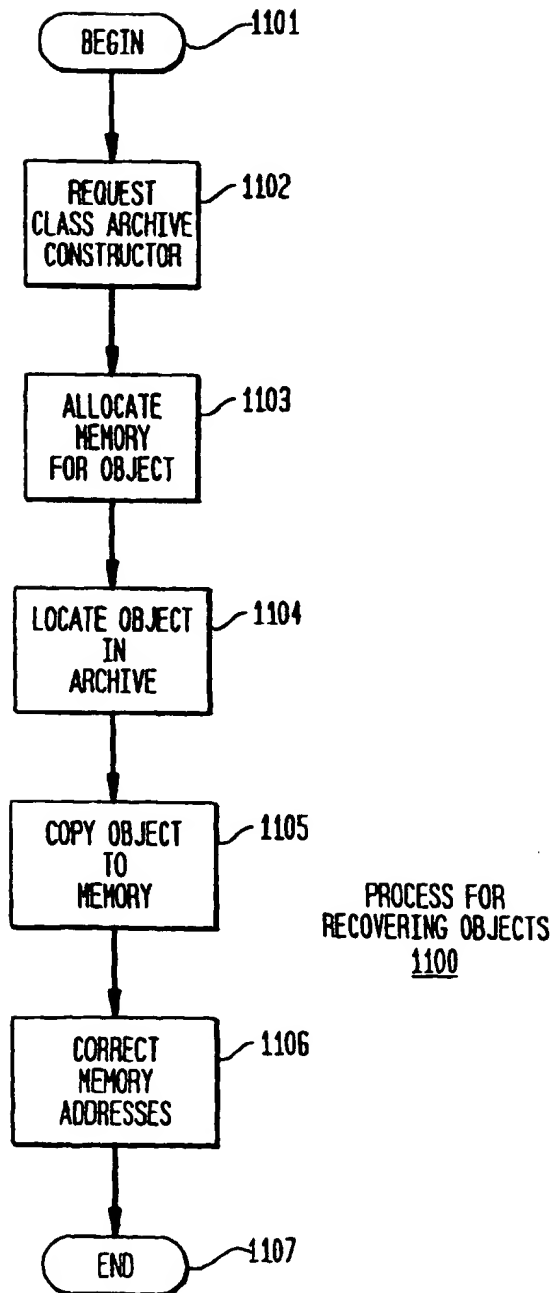 BEGIN
1101
REQUEST
CLASS ARCHIVE
CONSTRUCTOR
1102
ALLOCATE
MEMORY
FOR OBJECT
1103
LOCATE OBJECT
IN
ARCHIVE
1104
COPY OBJECT
TO
MEMORY
1105
PROCESS FOR
RECOVERING OBJECTS
1100
CORRECT
MEMORY
ADDRESSES
1106
END
1107